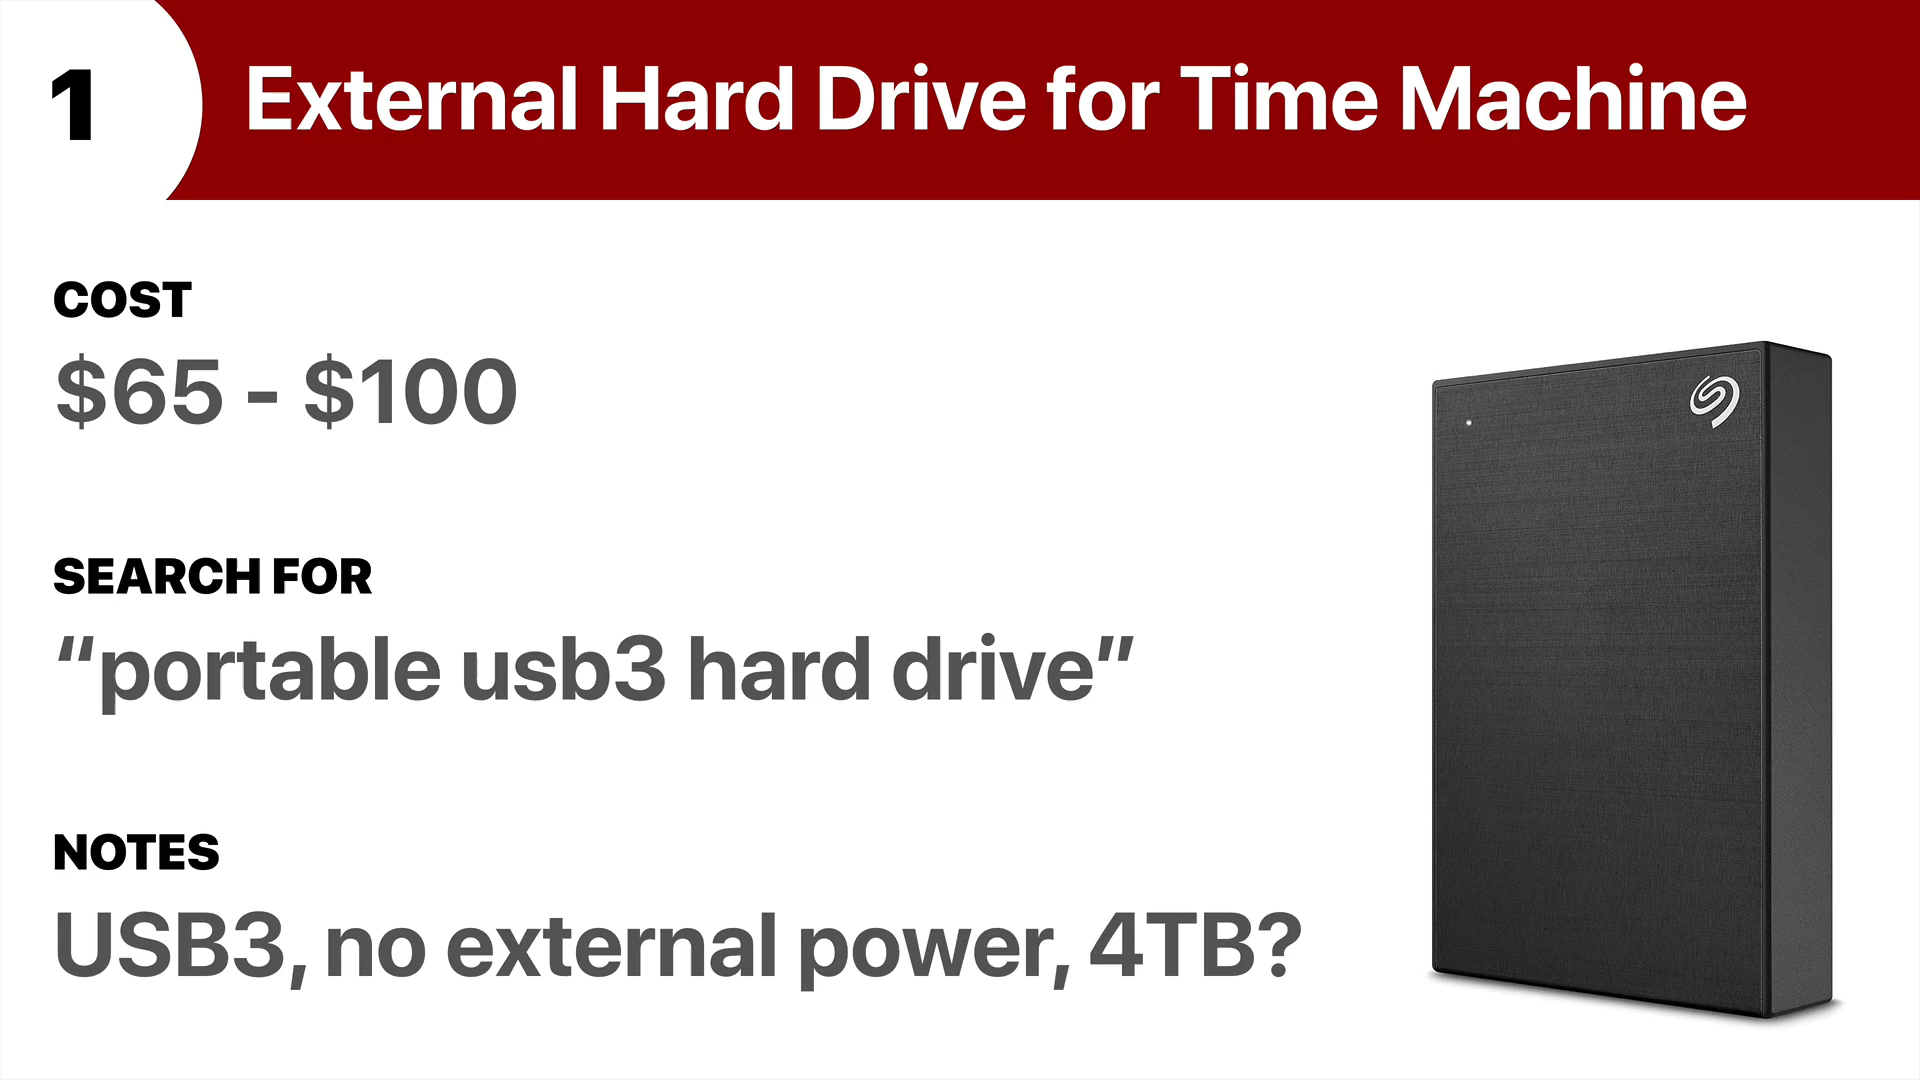 1
External Hard Drive for Time Machine
COST
$65 - $100
SEARCH FOR
“portable usb3 hard drive”
NOTES
USB3, no external power, 4TB?